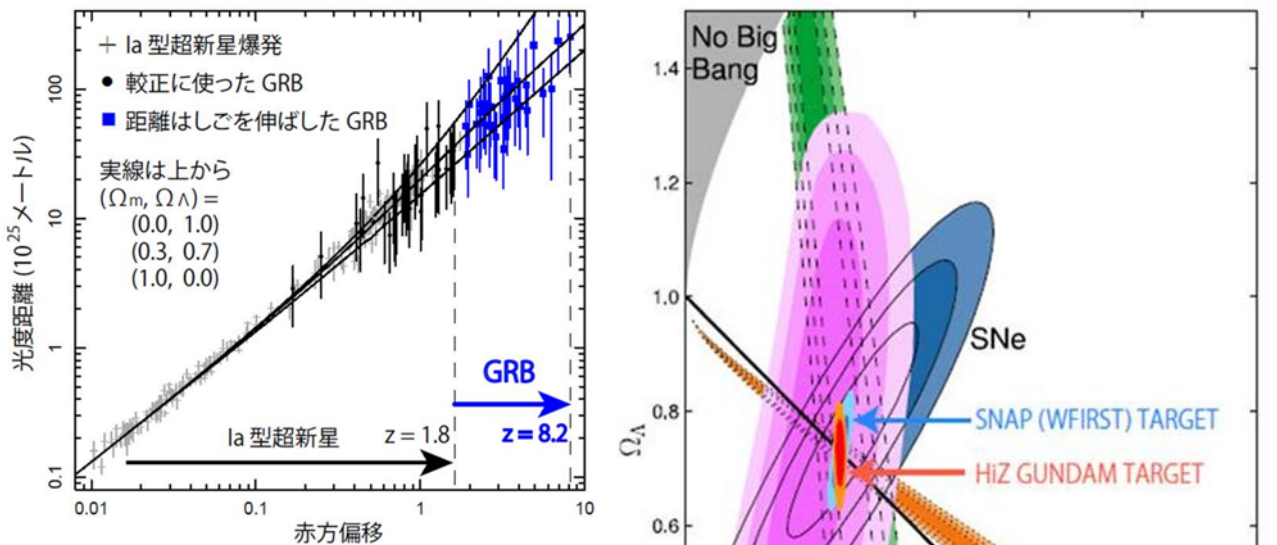 Ia 型超新星爆発
較正に使った GRB
距離はしごを伸ばした GRB
実線は上から
(Ωm, ΩΛ) =
(0.0, 1.0)
(0.3, 0.7)
(1.0, 0.0)
100
10
1
0.1
光度距離 (10²⁵ メートル)
GRB
Ia 型超新星
z = 1.8
z = 8.2
0.01
0.1
1
10
赤方偏移
No Big
Bang
1.4
1.2
1.0
0.8
0.6
ΩΛ
SNe
SNAP (WFIRST) TARGET
HiZ GUNDAM TARGET